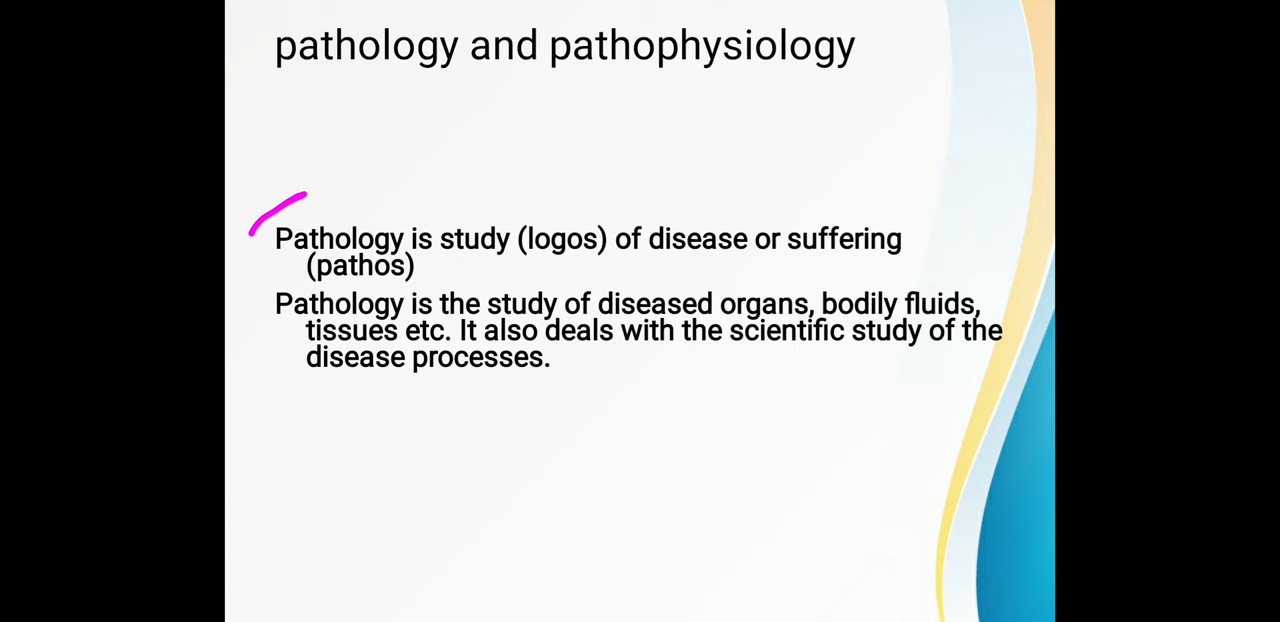 pathology and pathophysiology
Pathology is study (logos) of disease or suffering
(pathos)
Pathology is the study of diseased organs, bodily fluids,
tissues etc. It also deals with the scientific study of the
disease processes.